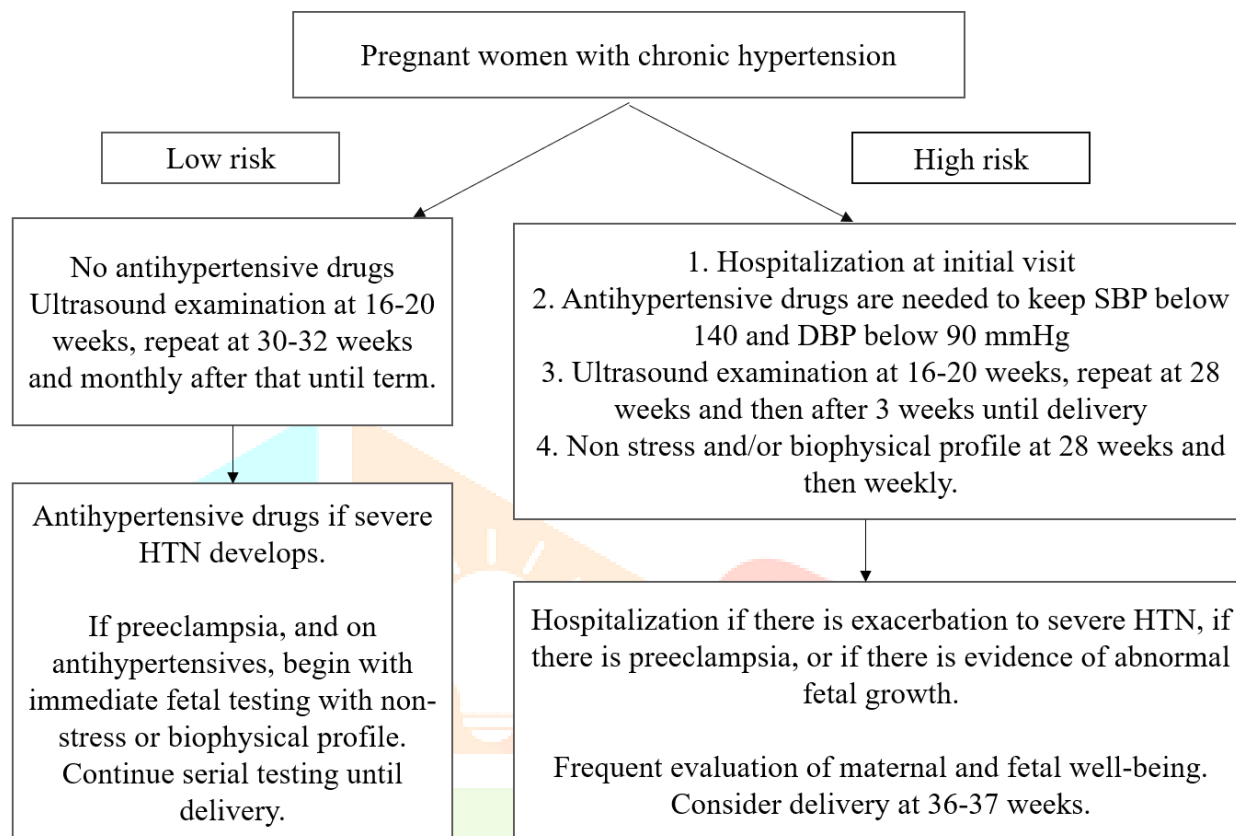 Pregnant women with chronic hypertension
Low risk
High risk
No antihypertensive drugs
Ultrasound examination at 16-20
weeks, repeat at 30-32 weeks
and monthly after that until term.
Antihypertensive drugs if severe
HTN develops.
If preeclampsia, and on
antihypertensives, begin with
immediate fetal testing with non-
stress or biophysical profile.
Continue serial testing until
delivery.
1. Hospitalization at initial visit
2. Antihypertensive drugs are needed to keep SBP below
140 and DBP below 90 mmHg
3. Ultrasound examination at 16-20 weeks, repeat at 28
weeks and then after 3 weeks until delivery
4. Non stress and/or biophysical profile at 28 weeks and
then weekly.
Hospitalization if there is exacerbation to severe HTN, if
there is preeclampsia, or if there is evidence of abnormal
fetal growth.
Frequent evaluation of maternal and fetal well-being.
Consider delivery at 36-37 weeks.